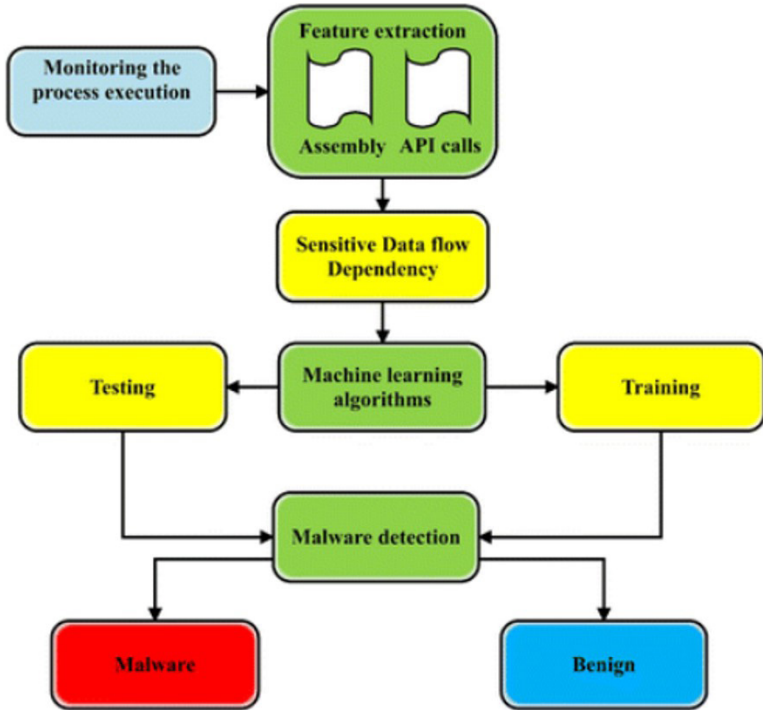 Feature extraction
Monitoring the
process execution
Assembly API calls
Sensitive Data flow
Dependency
Testing
Machine learning
algorithms
Training
Malware detection
Malware
Benign